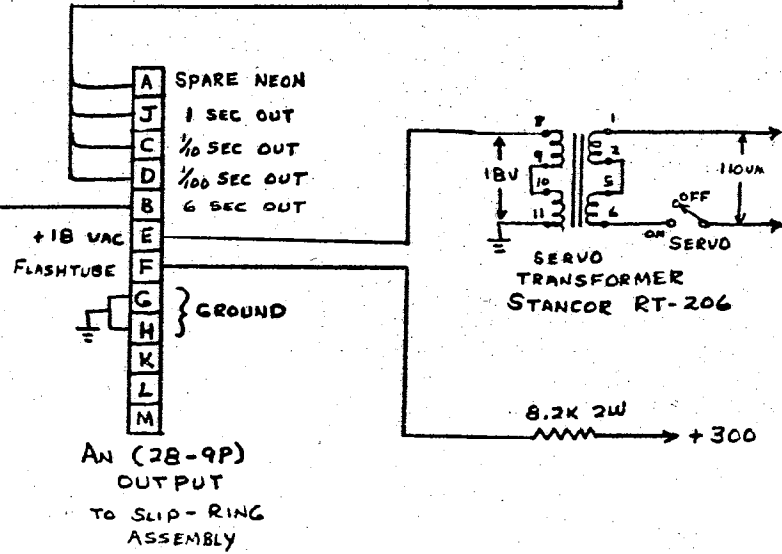 A SPARE NEON
J 1 SEC OUT
C 1/10 SEC OUT
D 1/100 SEC OUT
B 6 SEC OUT
+18 VAC E
FLASHTUBE F
G
H
GROUND
K
L
M
AN (28-9P)
OUTPUT
TO SLIP-RING
ASSEMBLY
8
9
10
11
18V
1
2
5
6
110VAC
OFF
ON
SERVO
SERVO
TRANSFORMER
STANCOR RT-206
8.2K 2W
+300